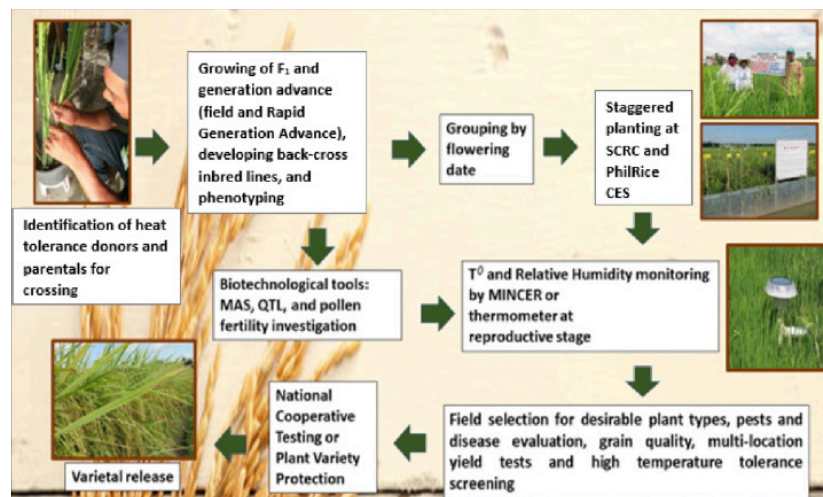 Identification of heat
tolerance donors and
parentals for
crossing
Growing of F₁ and
generation advance
(field and Rapid
Generation Advance),
developing back-cross
inbred lines, and
phenotyping
Grouping by
flowering
date
Staggered
planting at
SCRC and
PhilRice
CES
Biotechnological tools:
MAS, QTL, and pollen
fertility investigation
T⁰ and Relative Humidity monitoring
by MINCER or
thermometer at
reproductive stage
Field selection for desirable plant types, pests and
disease evaluation, grain quality, multi-location
yield tests and high temperature tolerance
screening
National
Cooperative
Testing or
Plant Variety
Protection
Varietal release